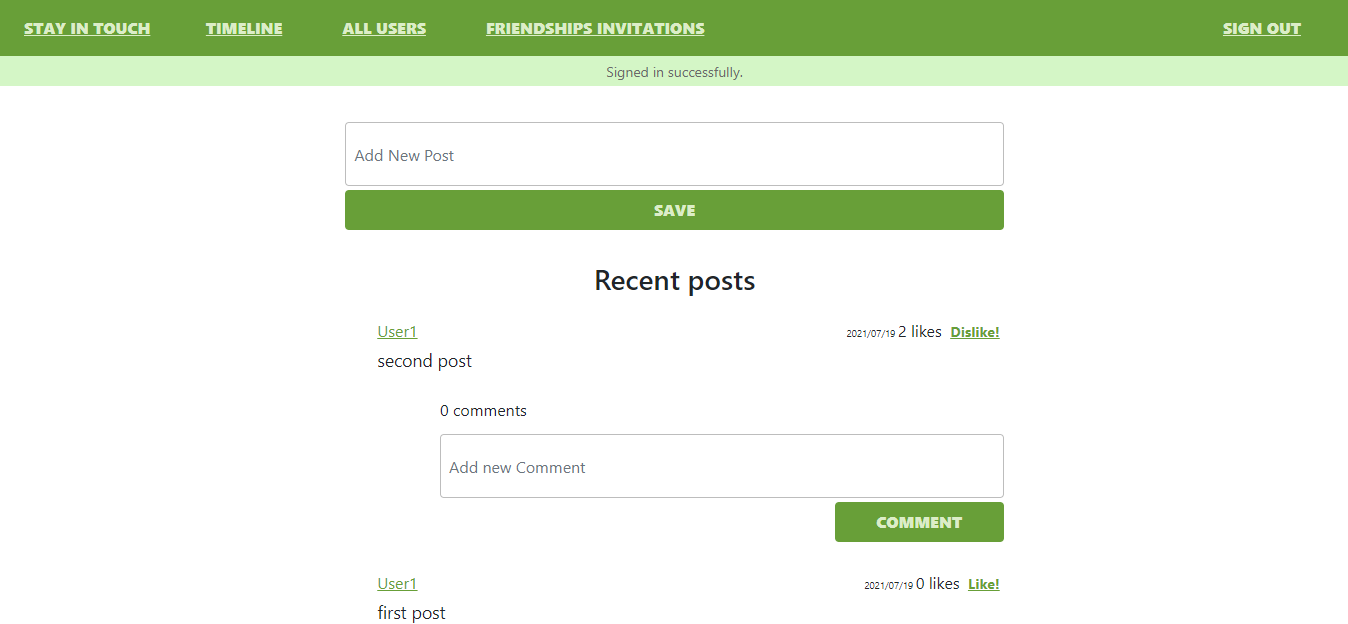 STAY IN TOUCH TIMELINE ALL USERS FRIENDSHIPS INVITATIONS SIGN OUT
Signed in successfully.
Add New Post
SAVE
Recent posts
User1 2021/07/19 2 likes Dislike!
second post
0 comments
Add new Comment
COMMENT
User1 2021/07/19 0 likes Like!
first post